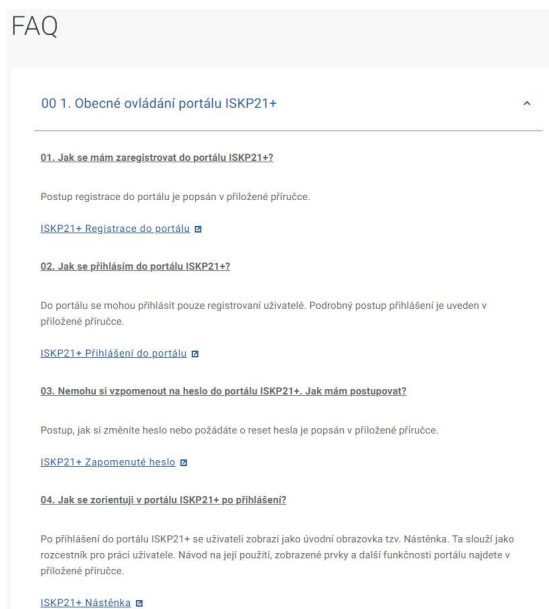 FAQ
00 1. Obecné ovládání portálu ISKP21+
01. Jak se mám zaregistrovat do portálu ISKP21+?
Postup registrace do portálu je popsán v přiložené příručce.
ISKP21+ Registrace do portálu
02. Jak se přihlásím do portálu ISKP21+?
Do portálu se mohou přihlásit pouze registrovaní uživatelé. Podrobný postup přihlášení je uveden v
přiložené příručce.
ISKP21+ Přihlášení do portálu
03. Nemohu si vzpomenout na heslo do portálu ISKP21+. Jak mám postupovat?
Postup, jak si změníte heslo nebo požádáte o reset hesla je popsán v přiložené příručce.
ISKP21+ Zapomenuté heslo
04. Jak se zorientuji v portálu ISKP21+ po přihlášení?
Po přihlášení do portálu ISKP21+ se uživateli zobrazí jako úvodní obrazovka tzv. Nástěnka. Ta slouží jako
rozcestník pro práci uživatele. Návod na její použití, zobrazené prvky a další funkčnosti portálu najdete v
přiložené příručce.
ISKP21+ Nástěnka